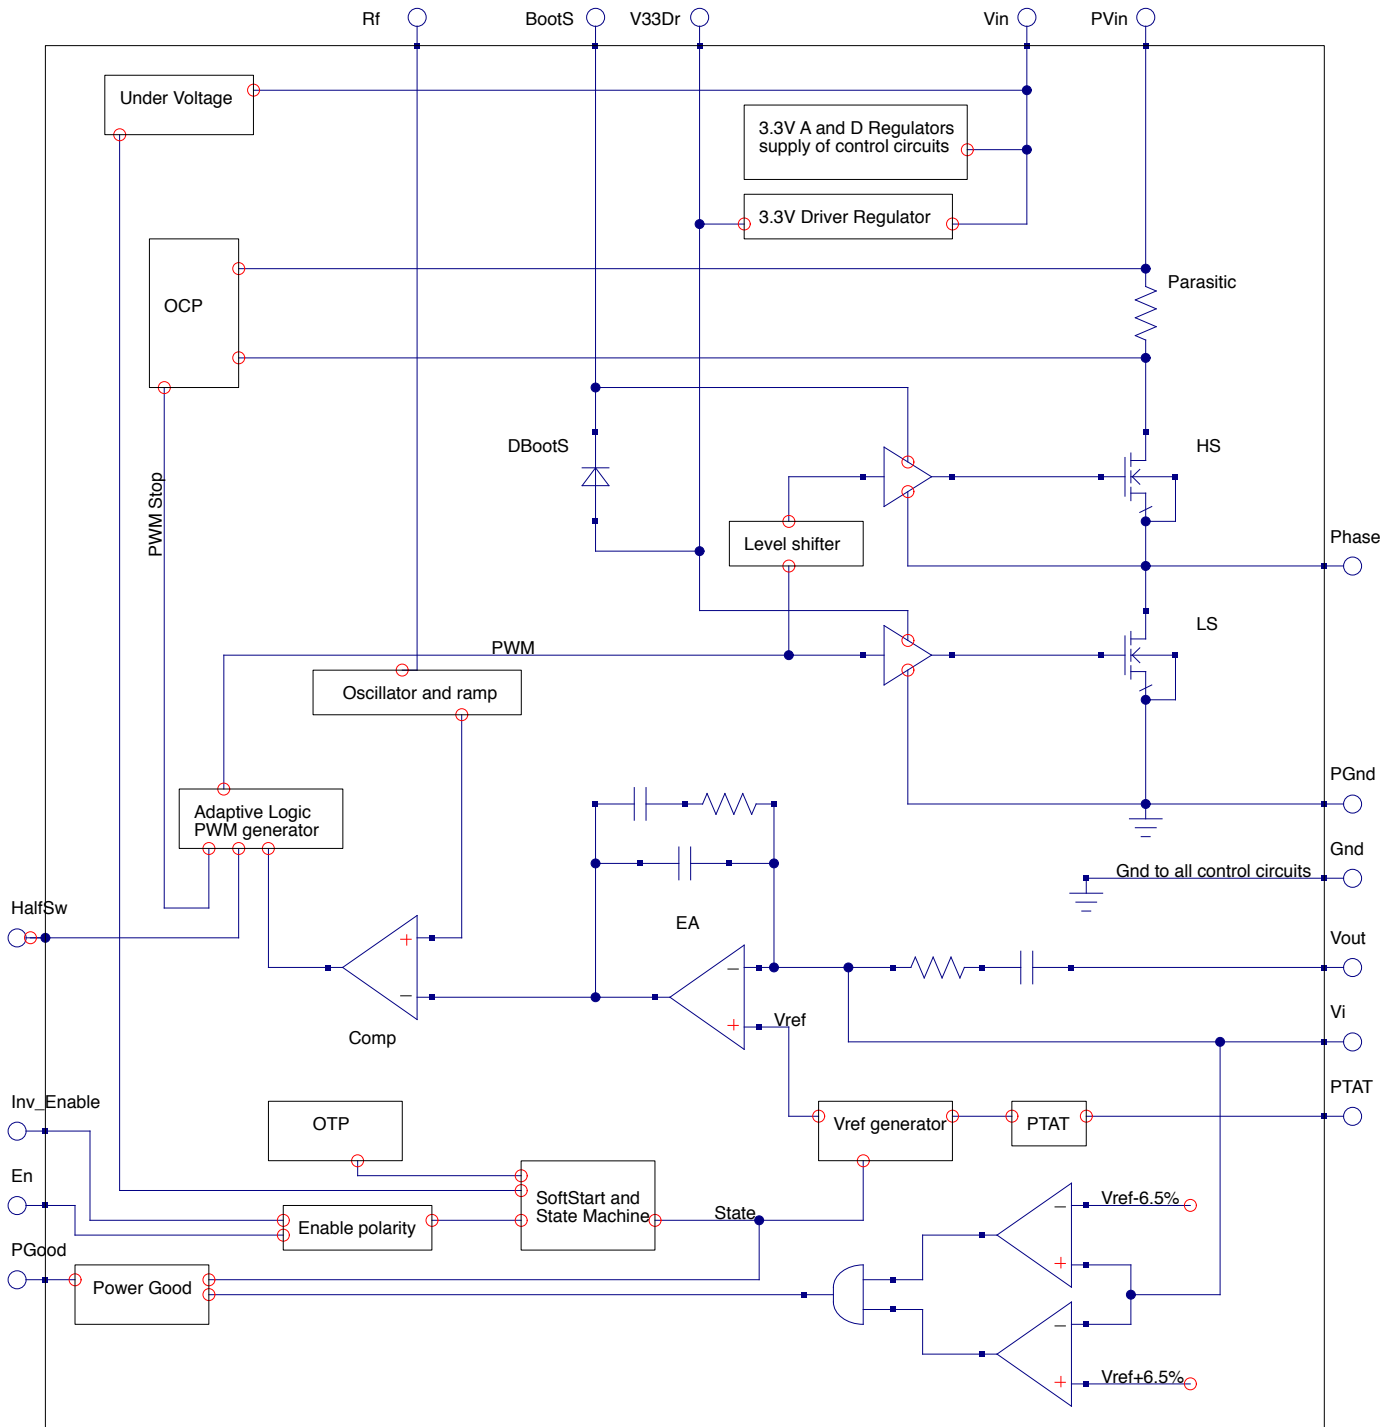 Rf
BootS
V33Dr
Vin
PVin
Under Voltage
3.3V A and D Regulators
supply of control circuits
3.3V Driver Regulator
OCP
Parasitic
DBootS
HS
PWM Stop
Level shifter
Phase
LS
PWM
Oscillator and ramp
PGnd
Adaptive Logic
PWM generator
Gnd
Gnd to all control circuits
HalfSw
EA
Vout
Vi
Vref
Comp
PTAT
Inv_Enable
OTP
Vref generator
PTAT
En
SoftStart and
State Machine
Vref-6.5%
State
Enable polarity
PGood
Power Good
Vref+6.5%